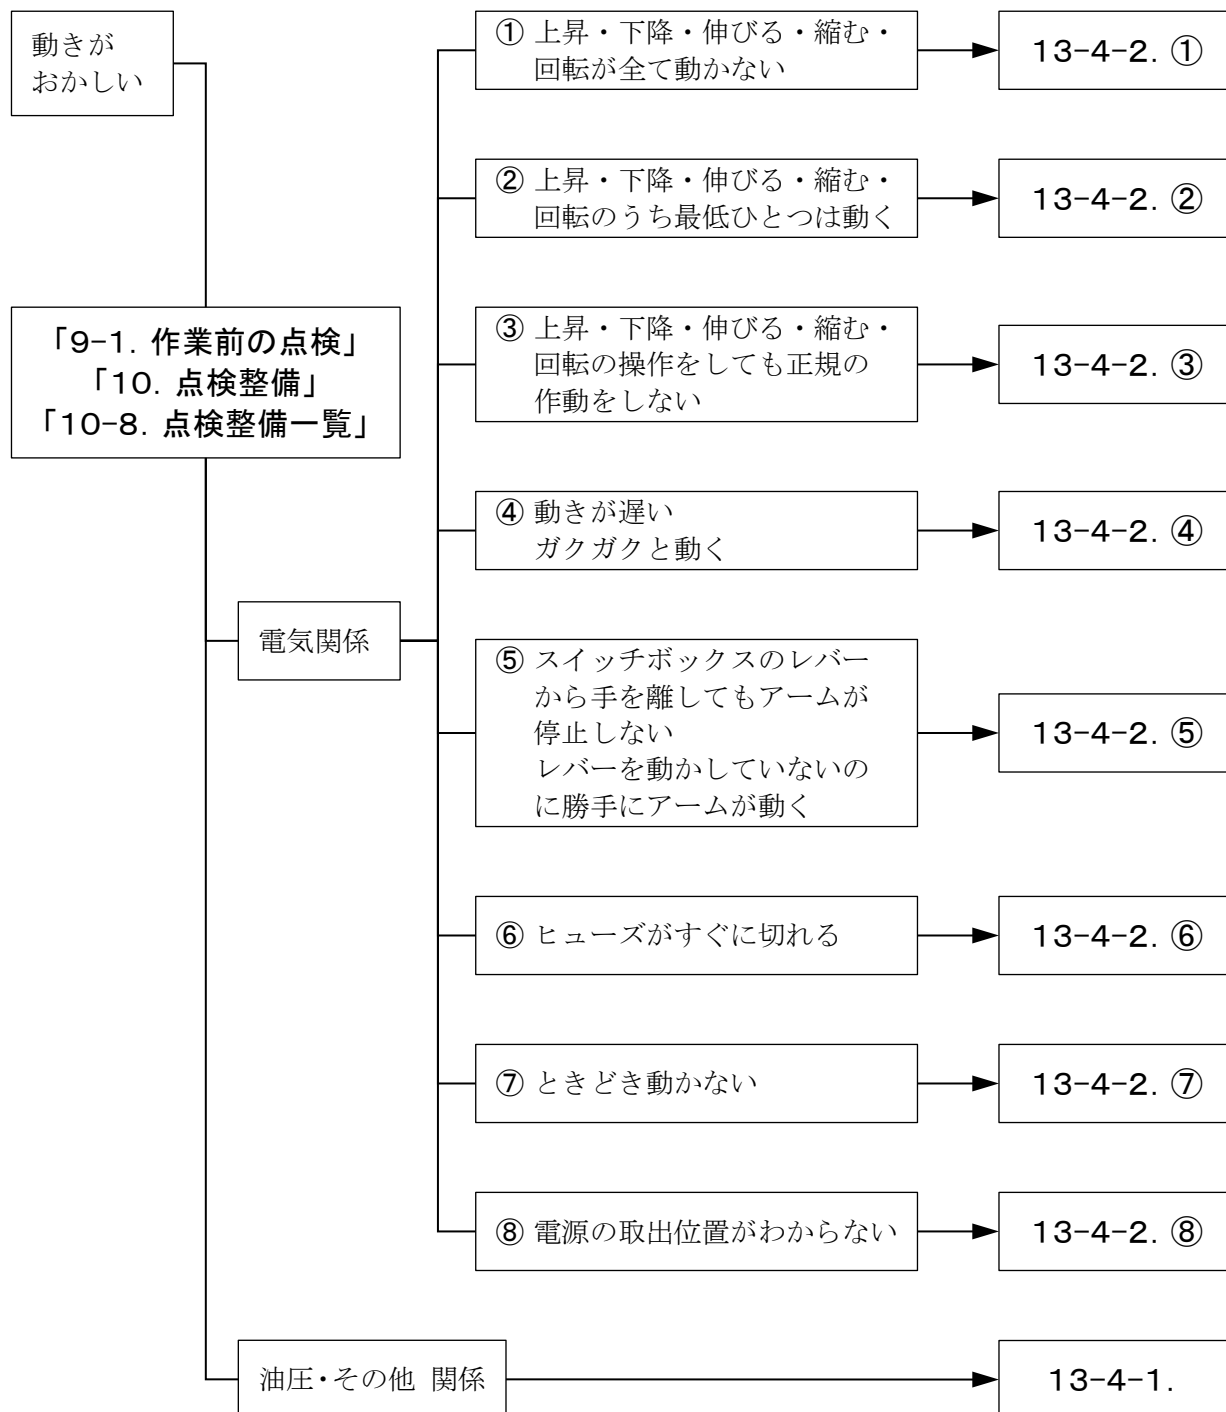 動きが
おかしい
「9-1. 作業前の点検」
「10. 点検整備」
「10-8. 点検整備一覧」
電気関係
① 上昇・下降・伸びる・縮む・
回転が全て動かない
13-4-2. ①
② 上昇・下降・伸びる・縮む・
回転のうち最低ひとつは動く
13-4-2. ②
③ 上昇・下降・伸びる・縮む・
回転の操作をしても正規の
作動をしない
13-4-2. ③
④ 動きが遅い
ガクガクと動く
13-4-2. ④
⑤ スイッチボックスのレバー
から手を離してもアームが
停止しない
レバーを動かしていないの
に勝手にアームが動く
13-4-2. ⑤
⑥ ヒューズがすぐに切れる
13-4-2. ⑥
⑦ ときどき動かない
13-4-2. ⑦
⑧ 電源の取出位置がわからない
13-4-2. ⑧
油圧・その他 関係
13-4-1.